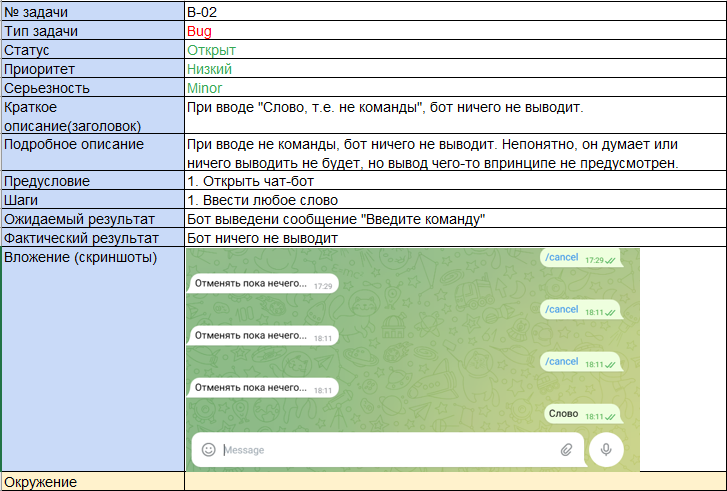 № задачи B-02
Тип задачи Bug
Статус Открыт
Приоритет Низкий
Серьезность Minor
Краткое описание(заголовок) При вводе "Слово, т.е. не команды", бот ничего не выводит.
Подробное описание При вводе не команды, бот ничего не выводит. Непонятно, он думает или
ничего выводить не будет, но вывод чего-то впринципе не предусмотрен.
Предусловие 1. Открыть чат-бот
Шаги 1. Ввести любое слово
Ожидаемый результат Бот выведени сообщение "Введите команду"
Фактический результат Бот ничего не выводит
Вложение (скриншоты)
/cancel 17:29
Отменять пока нечего... 17:29
/cancel 18:11
Отменять пока нечего... 18:11
/cancel 18:11
Отменять пока нечего... 18:11
Слово 18:11
Message
Окружение